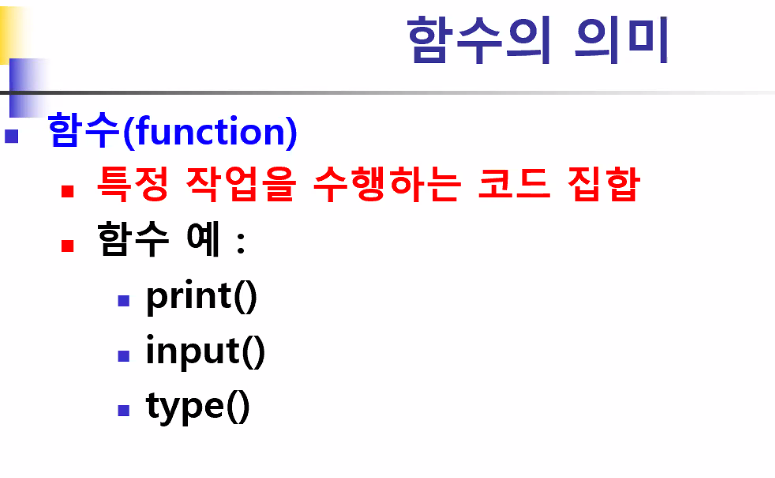 함수의 의미
함수(function)
특정 작업을 수행하는 코드 집합
함수 예 :
print()
input()
type()